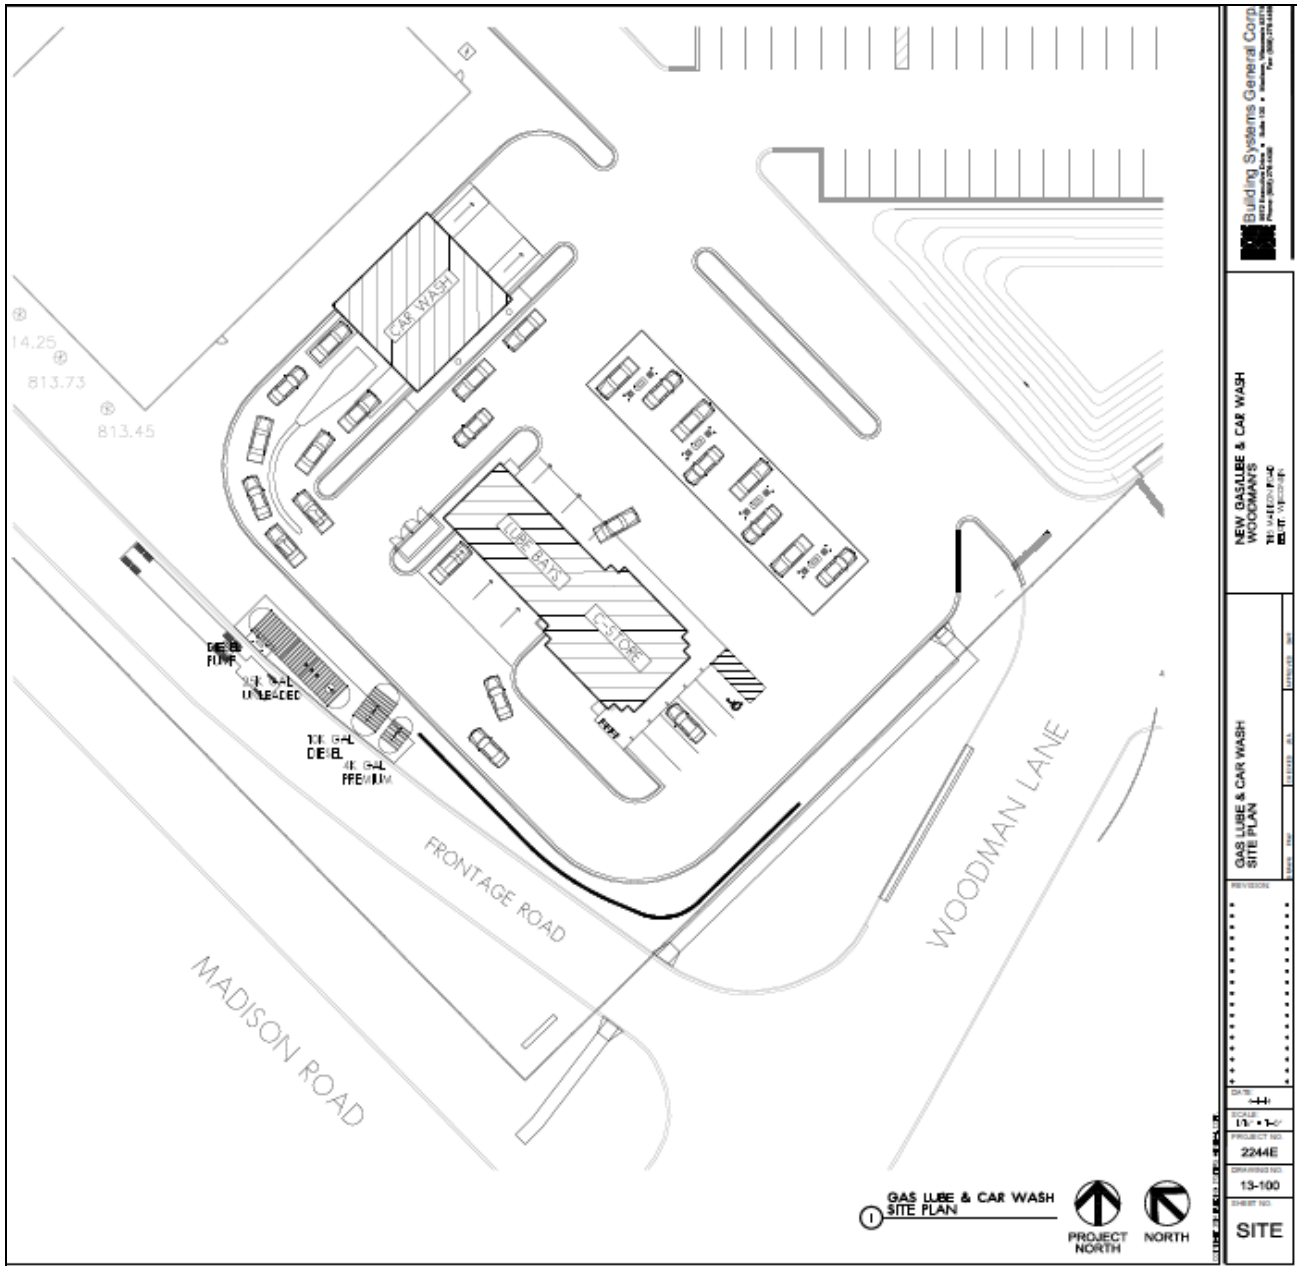 CAR WASH
14.25
813.73
813.45
LUBE BAYS
C-STORE
DIESEL
PUMP
UNLEADED
10K GAL
DIESEL
4K GAL
PREMIUM
FRONTAGE ROAD
MADISON ROAD
WOODMAN LANE
1
GAS LUBE & CAR WASH
SITE PLAN
PROJECT
NORTH
NORTH
Building Systems General Corp.
NEW GAS/LUBE & CAR WASH
WOODMAN'S
GAS LUBE & CAR WASH
SITE PLAN
REVISION:
DATE:
SCALE:
PROJECT NO.
2244E
DRAWING NO.
13-100
SHEET NO.
SITE